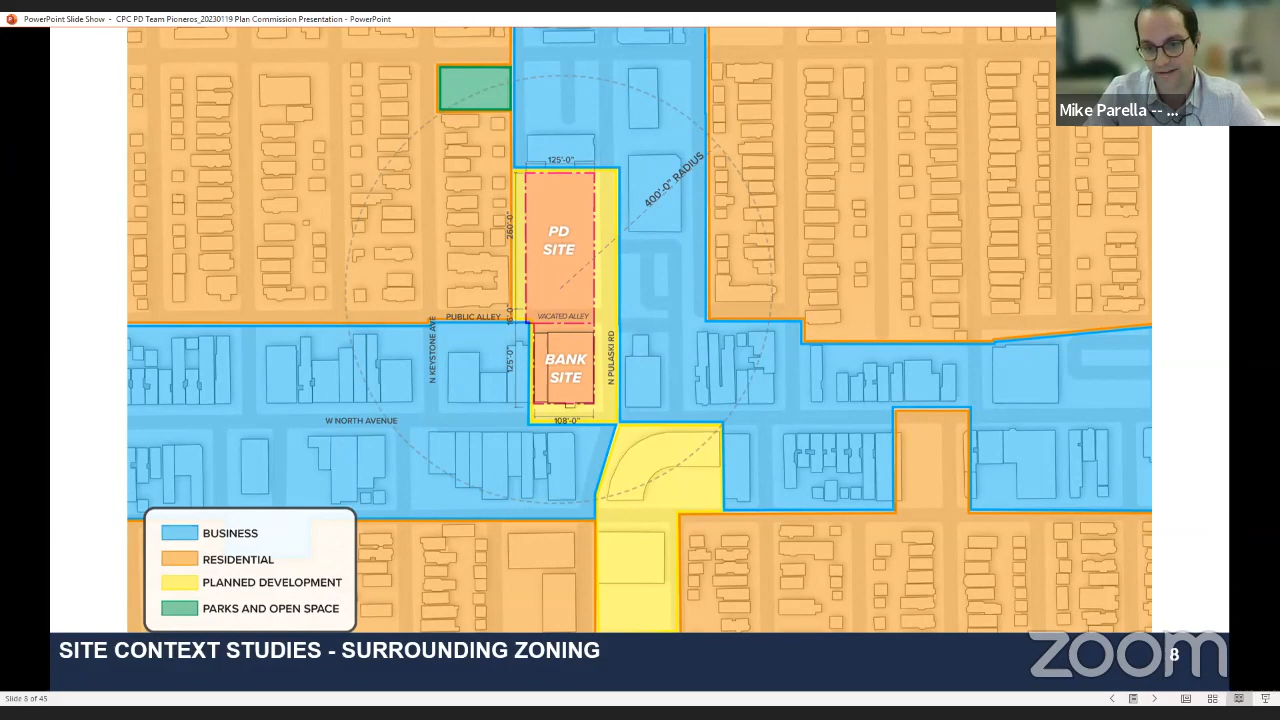 PowerPoint Slide Show - CPC PD Team Pioneros_20230119 Plan Commission Presentation - PowerPoint
Mike Parella -- ...
125'-0"
400'-0" RADIUS
260'-0"
PD
SITE
PUBLIC ALLEY
16'-0"
VACATED ALLEY
N KEYSTONE AVE
125'-0"
BANK
SITE
N PULASKI RD
W NORTH AVENUE
108'-0"
BUSINESS
RESIDENTIAL
PLANNED DEVELOPMENT
PARKS AND OPEN SPACE
SITE CONTEXT STUDIES - SURROUNDING ZONING
8
zoom
Slide 8 of 45